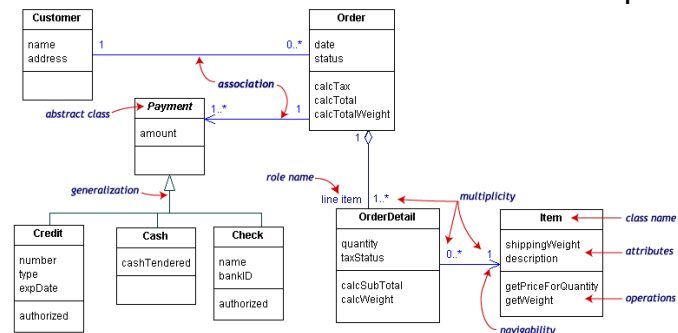 Customer
name
address
1
0..*
Order
date
status
calcTax
calcTotal
calcTotalWeight
association
abstract class
Payment
amount
1..*
1
generalization
1
role name
line item
1..*
multiplicity
Credit
number
type
expDate
authorized
Cash
cashTendered
Check
name
bankID
authorized
OrderDetail
quantity
taxStatus
calcSubTotal
calcWeight
0..*
1
Item
shippingWeight
description
getPriceForQuantity
getWeight
class name
attributes
operations
navigability